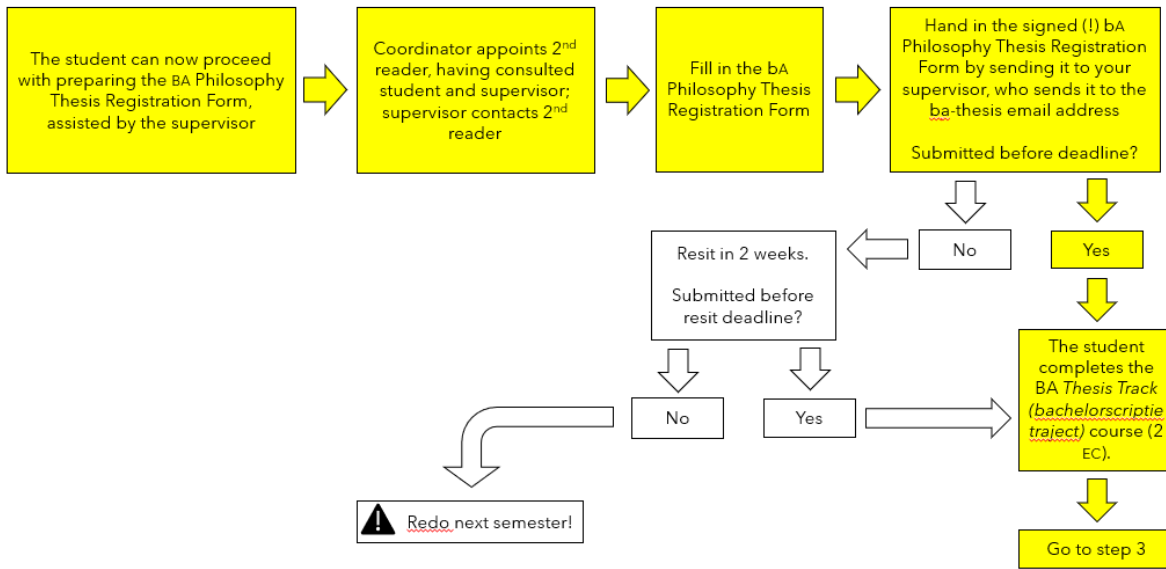 The student can now proceed
with preparing the BA Philosophy
Thesis Registration Form,
assisted by the supervisor
Coordinator appoints 2nd
reader, having consulted
student and supervisor;
supervisor contacts 2nd
reader
Fill in the bA
Philosophy Thesis
Registration Form
Hand in the signed (!) bA
Philosophy Thesis Registration
Form by sending it to your
supervisor, who sends it to the
ba-thesis email address
Submitted before deadline?
No
Yes
Resit in 2 weeks.
Submitted before
resit deadline?
No
Yes
The student
completes the
BA Thesis Track
(bachelorscriptie
traject) course (2
EC).
Redo next semester!
Go to step 3